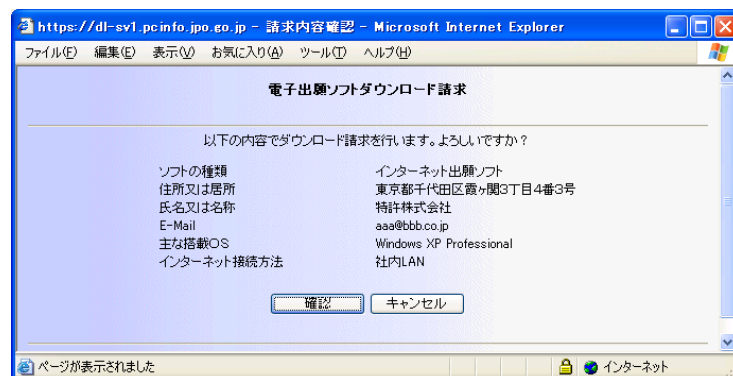 https://dl-sv1.pcinfo.jpo.go.jp - 請求内容確認 - Microsoft Internet Explorer
ファイル(F) 編集(E) 表示(V) お気に入り(A) ツール(T) ヘルプ(H)
電子出願ソフトダウンロード請求
以下の内容でダウンロード請求を行います。よろしいですか？
ソフトの種類 インターネット出願ソフト
住所又は居所 東京都千代田区霞ヶ関3丁目4番3号
氏名又は名称 特許株式会社
E-Mail aaa@bbb.co.jp
主な搭載OS Windows XP Professional
インターネット接続方法 社内LAN
確認 キャンセル
ページが表示されました インターネット